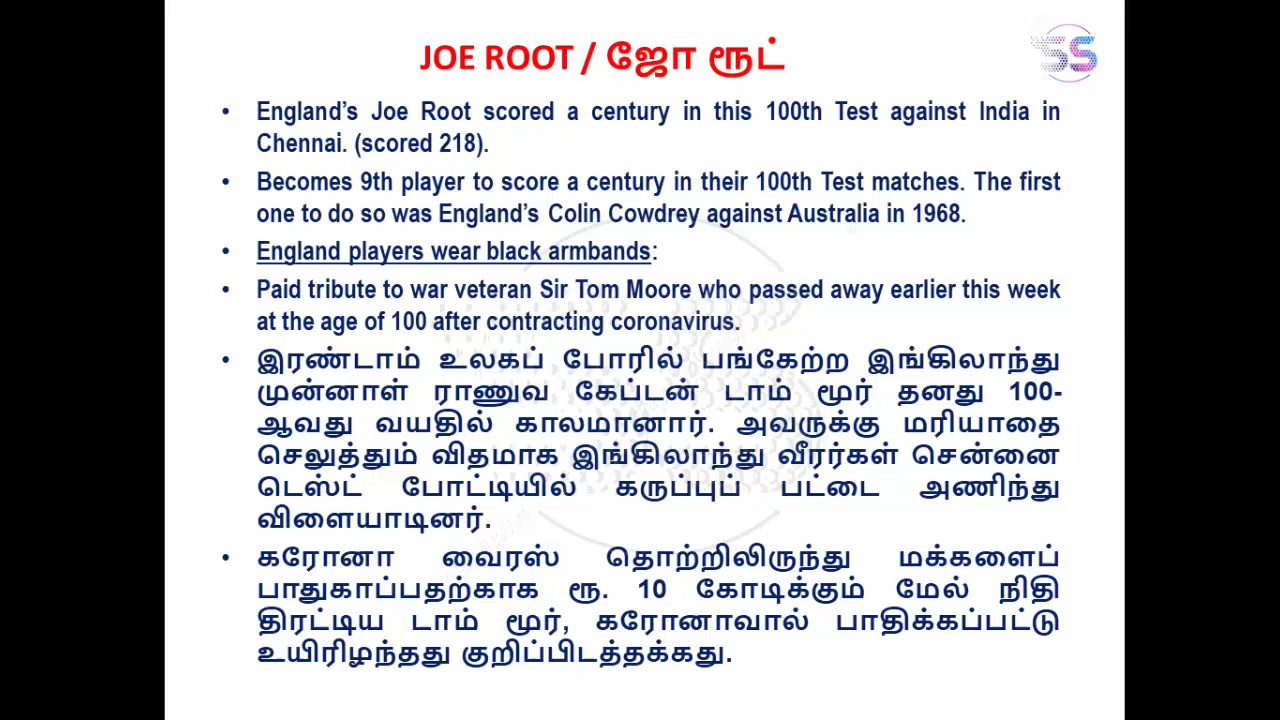 JOE ROOT / ஜோ ரூட்
SS
• England's Joe Root scored a century in this 100th Test against India in
Chennai. (scored 218).
• Becomes 9th player to score a century in their 100th Test matches. The first
one to do so was England's Colin Cowdrey against Australia in 1968.
• England players wear black armbands:
• Paid tribute to war veteran Sir Tom Moore who passed away earlier this week
at the age of 100 after contracting coronavirus.
• இரண்டாம் உலகப் போரில் பங்கேற்ற இங்கிலாந்து
முன்னாள் ராணுவ கேப்டன் டாம் மூர் தனது 100-
ஆவது வயதில் காலமானார். அவருக்கு மரியாதை
செலுத்தும் விதமாக இங்கிலாந்து வீரர்கள் சென்னை
டெஸ்ட் போட்டியில் கருப்புப் பட்டை அணிந்து
விளையாடினர்.
• கரோனா வைரஸ் தொற்றிலிருந்து மக்களைப்
பாதுகாப்பதற்காக ரூ. 10 கோடிக்கும் மேல் நிதி
திரட்டிய டாம் மூர், கரோனாவால் பாதிக்கப்பட்டு
உயிரிழந்தது குறிப்பிடத்தக்கது.